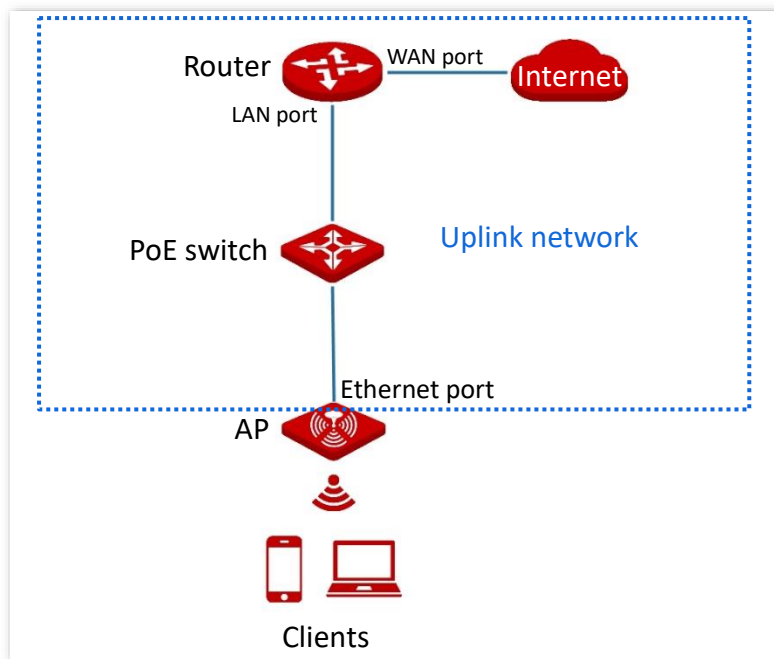 Router
WAN port
Internet
LAN port
PoE switch
Uplink network
Ethernet port
AP
Clients